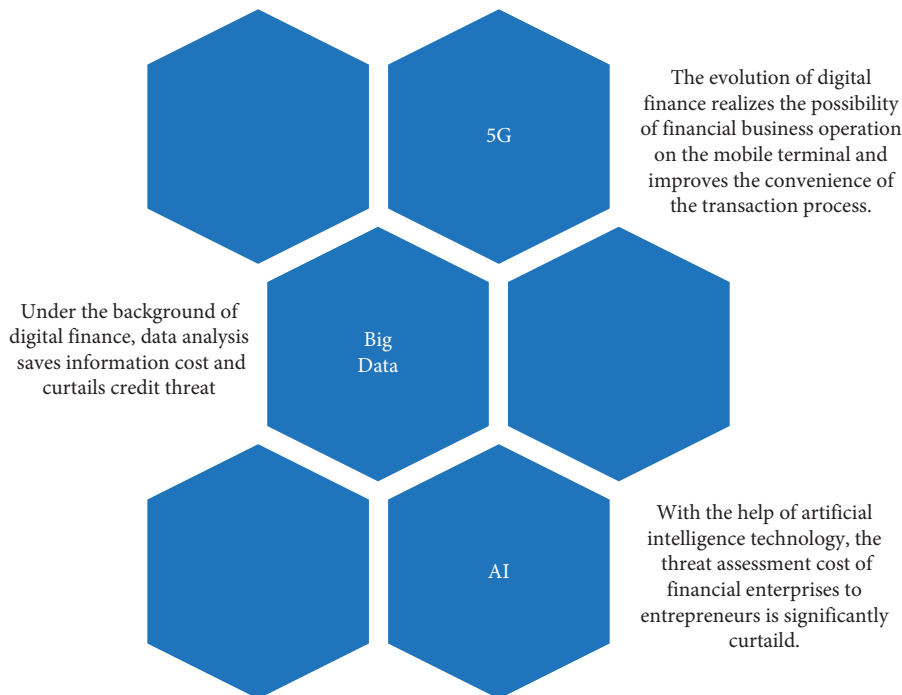 5G
The evolution of digital
finance realizes the possibility
of financial business operation
on the mobile terminal and
improves the convenience of
the transaction process.
Under the background of
digital finance, data analysis
saves information cost and
curtails credit threat
Big
Data
With the help of artificial
intelligence technology, the
threat assessment cost of
financial enterprises to
entrepreneurs is significantly
curtaild.
AI